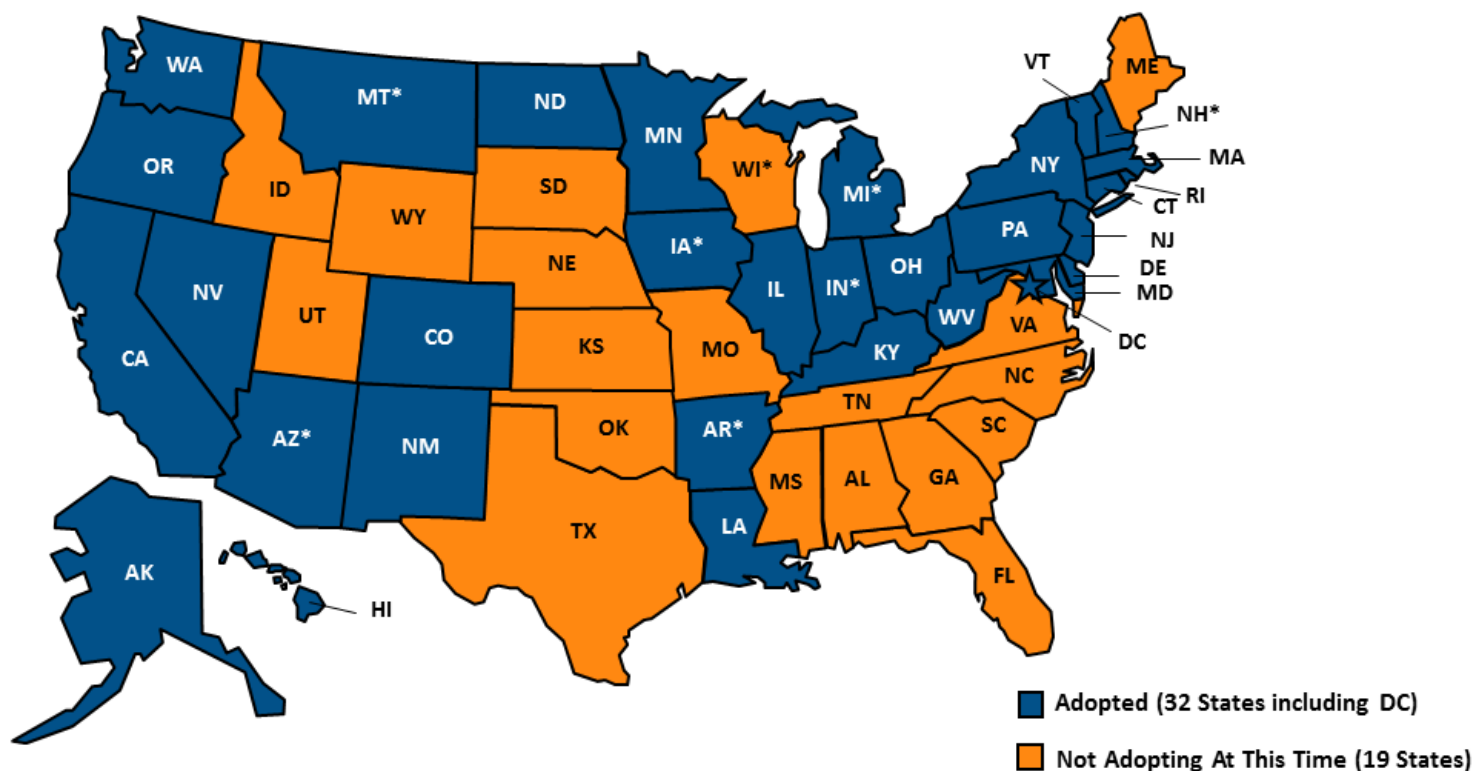 ME
VT
WA
MT*
ND
NH*
MN
MA
OR
NY
WI*
ID
SD
MI*
RI
CT
WY
PA
NJ
IA*
NE
OH
DE
NV
IL
IN*
MD
UT
WV
VA
CO
DC
CA
KS
MO
KY
NC
TN
AZ*
NM
OK
AR*
SC
MS
AL
GA
TX
LA
AK
FL
HI
Adopted (32 States including DC)
Not Adopting At This Time (19 States)